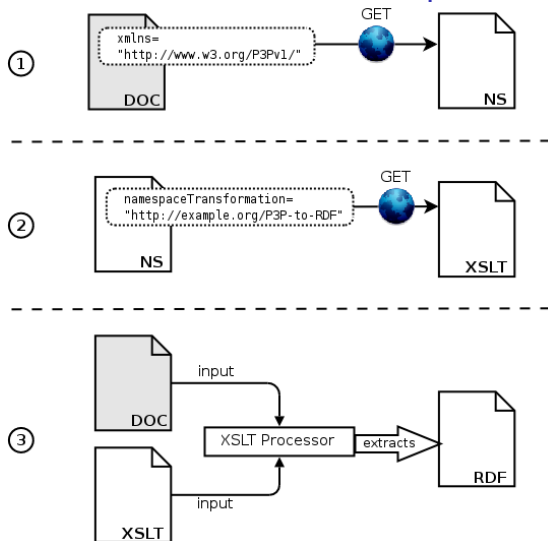 GET
xmlns=
"http://www.w3.org/P3Pv1/"
1
DOC
NS
GET
namespaceTransformation=
"http://example.org/P3P-to-RDF"
2
NS
XSLT
input
DOC
3
XSLT Processor
extracts
RDF
input
XSLT